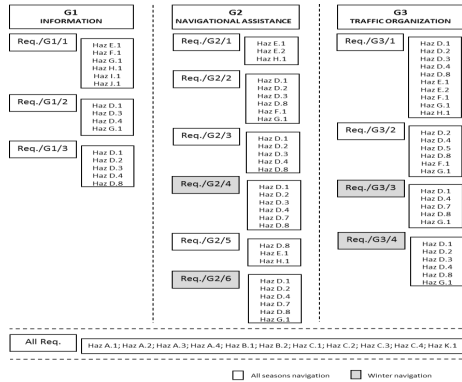 G1
INFORMATION
Req./G1/1
Haz E.1
Haz F.1
Haz G.1
Haz H.1
Haz I.1
Haz J.1
Req./G1/2
Haz D.1
Haz D.3
Haz D.4
Haz G.1
Req./G1/3
Haz D.1
Haz D.2
Haz D.3
Haz D.4
Haz D.8
G2
NAVIGATIONAL ASSISTANCE
Req./G2/1
Haz E.1
Haz E.2
Haz H.1
Req./G2/2
Haz D.1
Haz D.2
Haz D.3
Haz D.8
Haz F.1
Haz G.1
Req./G2/3
Haz D.1
Haz D.2
Haz D.3
Haz D.4
Haz D.8
Req./G2/4
Haz D.1
Haz D.2
Haz D.3
Haz D.4
Haz D.7
Haz D.8
Req./G2/5
Haz D.8
Haz E.1
Haz H.1
Req./G2/6
Haz D.1
Haz D.2
Haz D.4
Haz D.7
Haz D.8
Haz G.1
G3
TRAFFIC ORGANIZATION
Req./G3/1
Haz D.1
Haz D.2
Haz D.3
Haz D.4
Haz D.8
Haz E.1
Haz E.2
Haz F.1
Haz G.1
Haz H.1
Req./G3/2
Haz D.2
Haz D.4
Haz D.5
Haz D.8
Haz F.1
Haz G.1
Req./G3/3
Haz D.1
Haz D.4
Haz D.7
Haz D.8
Haz G.1
Req./G3/4
Haz D.1
Haz D.2
Haz D.3
Haz D.4
Haz D.8
Haz G.1
All Req.
Haz A.1; Haz A.2; Haz A.3; Haz A.4; Haz B.1; Haz B.2; Haz C.1; Haz C.2; Haz C.3; Haz C.4; Haz K.1
All seasons navigation
Winter navigation